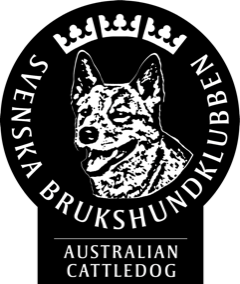 SVENSKA BRUKSHUNDKLUBBEN
AUSTRALIAN
CATTLEDOG